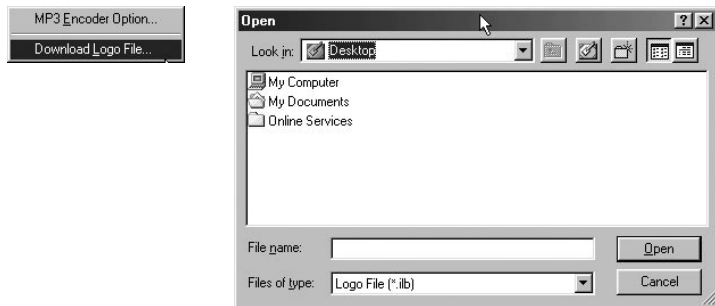 MP3 Encoder Option...
Download Logo File...
Open
Look in: Desktop
My Computer
My Documents
Online Services
File name:
Open
Files of type: Logo File (*.ilb)
Cancel